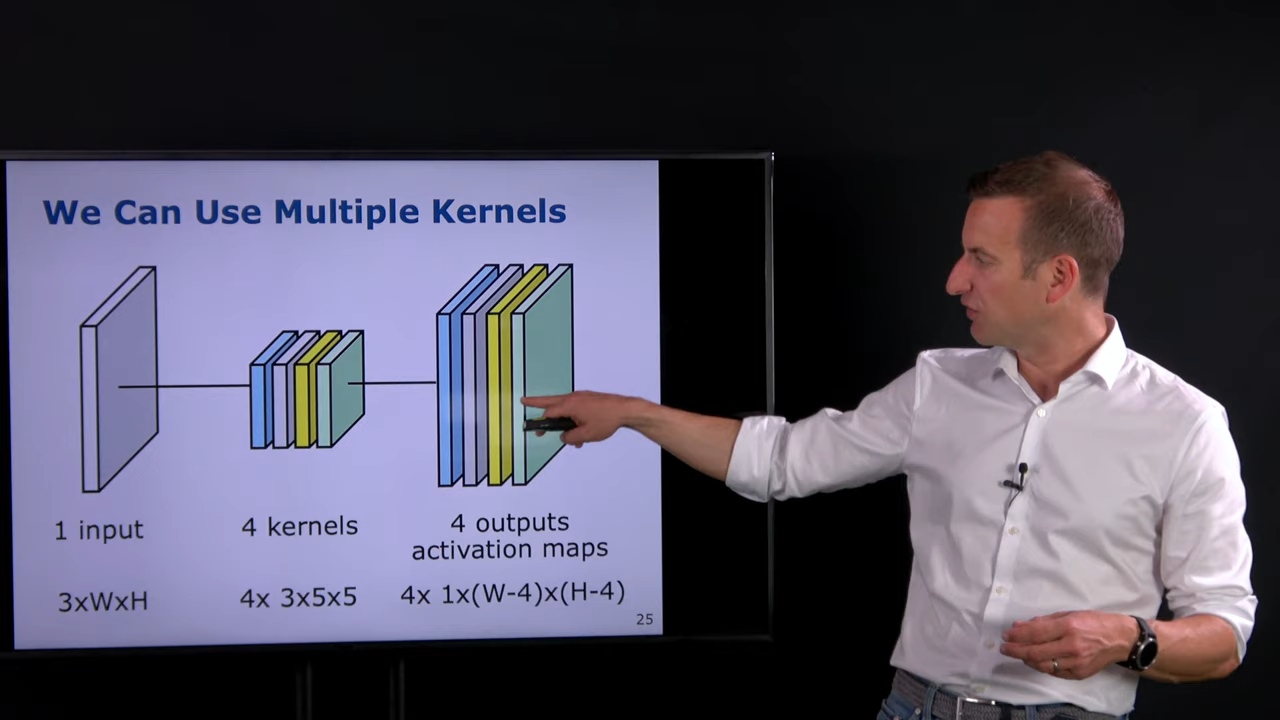 We Can Use Multiple Kernels
1 input
4 kernels
4 outputs
activation maps
3xWxH
4x 3x5x5
4x 1x(W-4)x(H-4)
25